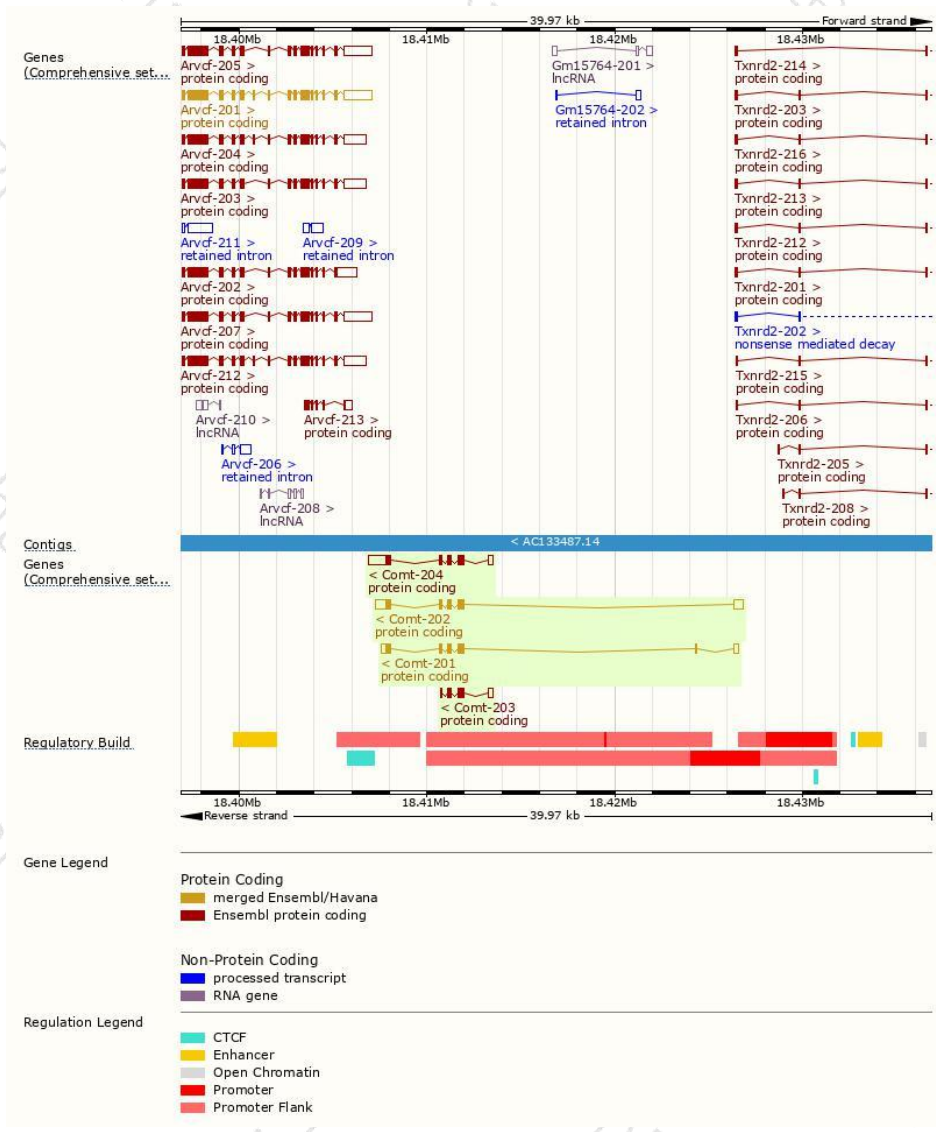 39.97 kb
Forward strand
18.40Mb 18.41Mb 18.42Mb 18.43Mb
Genes
(Comprehensive set...
Arvcf-205 >
protein coding
Gm15764-201 >
lncRNA
Txnrd2-214 >
protein coding
Arvcf-201 >
protein coding
Gm15764-202 >
retained intron
Txnrd2-203 >
protein coding
Arvcf-204 >
protein coding
Txnrd2-216 >
protein coding
Arvcf-203 >
protein coding
Txnrd2-213 >
protein coding
Arvcf-211 >
retained intron
Arvcf-209 >
retained intron
Txnrd2-212 >
protein coding
Arvcf-202 >
protein coding
Txnrd2-201 >
protein coding
Arvcf-207 >
protein coding
Txnrd2-202 >
nonsense mediated decay
Arvcf-212 >
protein coding
Txnrd2-215 >
protein coding
Arvcf-210 >
lncRNA
Arvcf-213 >
protein coding
Txnrd2-206 >
protein coding
Arvcf-206 >
retained intron
Txnrd2-205 >
protein coding
Arvcf-208 >
lncRNA
Txnrd2-208 >
protein coding
Contigs
< AC133487.14
Genes
(Comprehensive set...
< Comt-204
protein coding
< Comt-202
protein coding
< Comt-201
protein coding
< Comt-203
protein coding
Regulatory Build
18.40Mb 18.41Mb 18.42Mb 18.43Mb
Reverse strand
39.97 kb
Gene Legend
Protein Coding
merged Ensembl/Havana
Ensembl protein coding
Non-Protein Coding
processed transcript
RNA gene
Regulation Legend
CTCF
Enhancer
Open Chromatin
Promoter
Promoter Flank